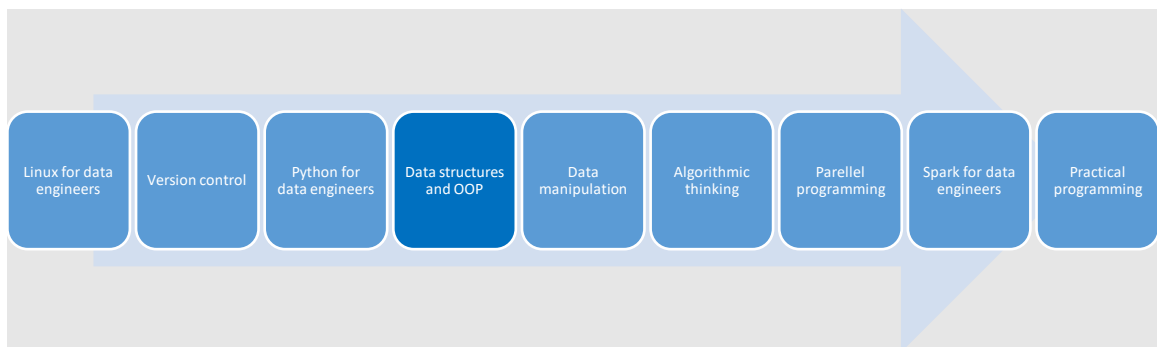 Linux for data
engineers
Version control
Python for
data engineers
Data structures
and OOP
Data
manipulation
Algorithmic
thinking
Parellel
programming
Spark for data
engineers
Practical
programming